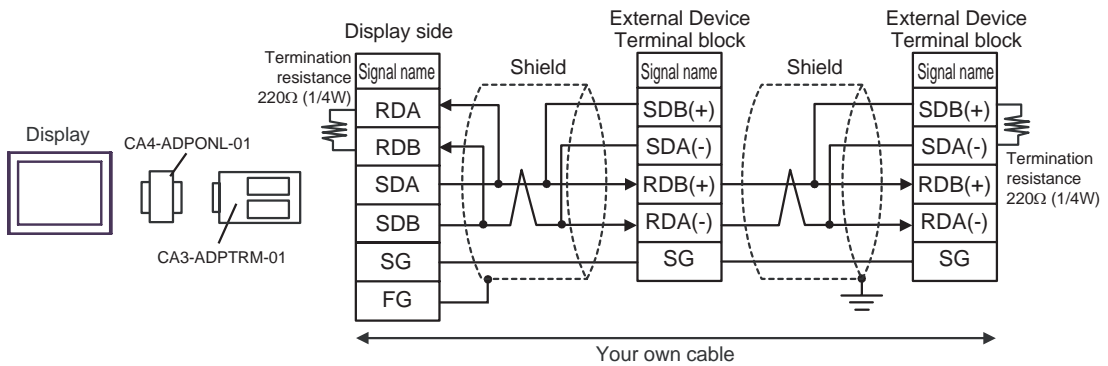 Display
CA4-ADPONL-01
CA3-ADPTRM-01
Termination
resistance
220Ω (1/4W)
Display side
Signal name
RDA
RDB
SDA
SDB
SG
FG
Shield
External Device
Terminal block
Signal name
SDB(+)
SDA(-)
RDB(+)
RDA(-)
SG
Shield
External Device
Terminal block
Signal name
SDB(+)
SDA(-)
RDB(+)
RDA(-)
SG
Termination
resistance
220Ω (1/4W)
Your own cable